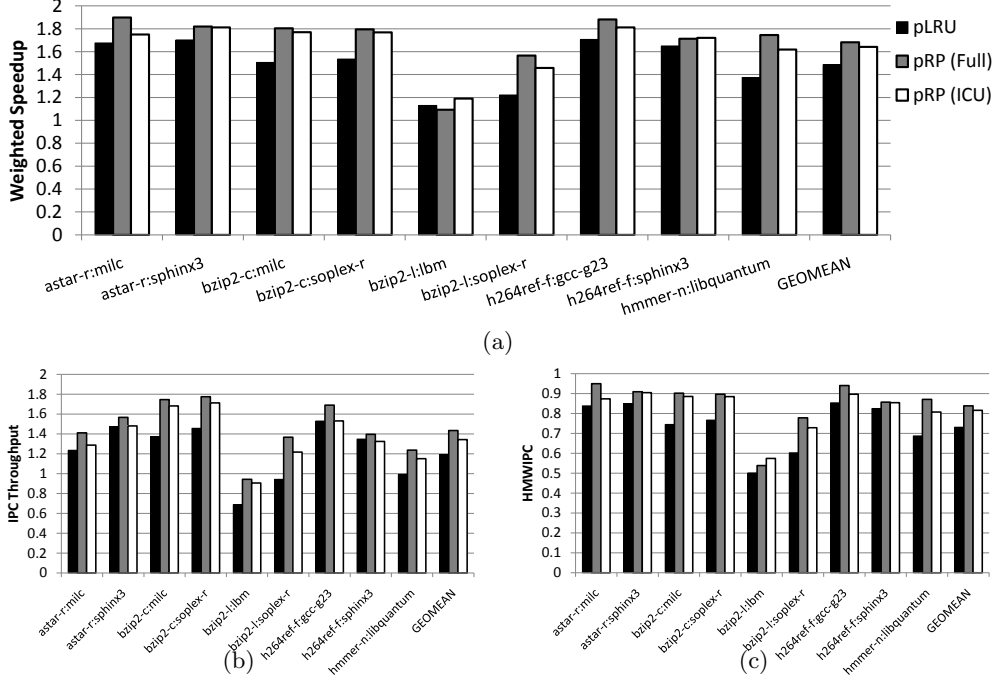 Weighted Speedup
2
1.8
1.6
1.4
1.2
1
0.8
0.6
0.4
0.2
0
astar-r:milc
astar-r:sphinx3
bzip2-c:milc
bzip2-c:soplex-r
bzip2-l:lbm
bzip2-l:soplex-r
h264ref-f:gcc-g23
h264ref-f:sphinx3
hmmer-n:libquantum
GEOMEAN
pLRU
pRP (Full)
pRP (ICU)
(a)
IPC Throughput
2
1.8
1.6
1.4
1.2
1
0.8
0.6
0.4
0.2
0
astar-r:milc
astar-r:sphinx3
bzip2-c:milc
bzip2-c:soplex-r
bzip2-l:lbm
bzip2-l:soplex-r
h264ref-f:gcc-g23
h264ref-f:sphinx3
hmmer-n:libquantum
GEOMEAN
(b)
HMWIPC
1
0.9
0.8
0.7
0.6
0.5
0.4
0.3
0.2
0.1
0
astar-r:milc
astar-r:sphinx3
bzip2-c:milc
bzip2-c:soplex-r
bzip2-l:lbm
bzip2-l:soplex-r
h264ref-f:gcc-g23
h264ref-f:sphinx3
hmmer-n:libquantum
GEOMEAN
(c)